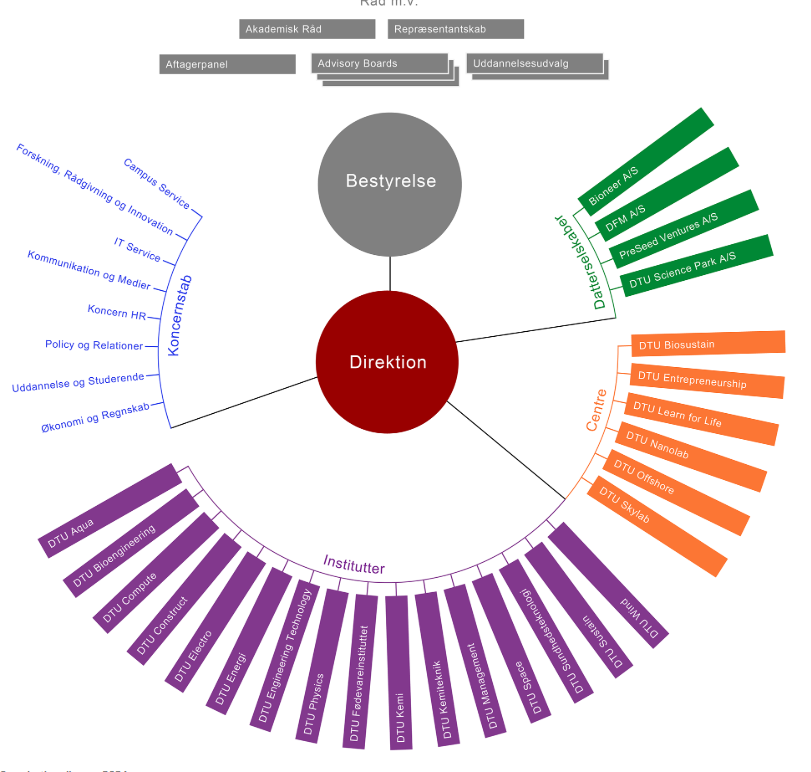 Råd m.v.
Akademisk Råd
Repræsentantskab
Aftagerpanel
Advisory Boards
Uddannelsesudvalg
Bestyrelse
Direktion
Koncernstab
Campus Service
Forskning, Rådgivning og Innovation
IT Service
Kommunikation og Medier
Koncern HR
Policy og Relationer
Uddannelse og Studerende
Økonomi og Regnskab
Datterselskaber
Bioneer A/S
DFM A/S
PreSeed Ventures A/S
DTU Science Park A/S
Centre
DTU Biosustain
DTU Entrepreneurship
DTU Learn for Life
DTU Nanolab
DTU Offshore
DTU Skylab
Institutter
DTU Aqua
DTU Bioengineering
DTU Compute
DTU Construct
DTU Electro
DTU Energi
DTU Engineering Technology
DTU Physics
DTU Fødevareinstituttet
DTU Kemi
DTU Kemiteknik
DTU Management
DTU Space
DTU Sundhedsteknologi
DTU Sustain
DTU Wind